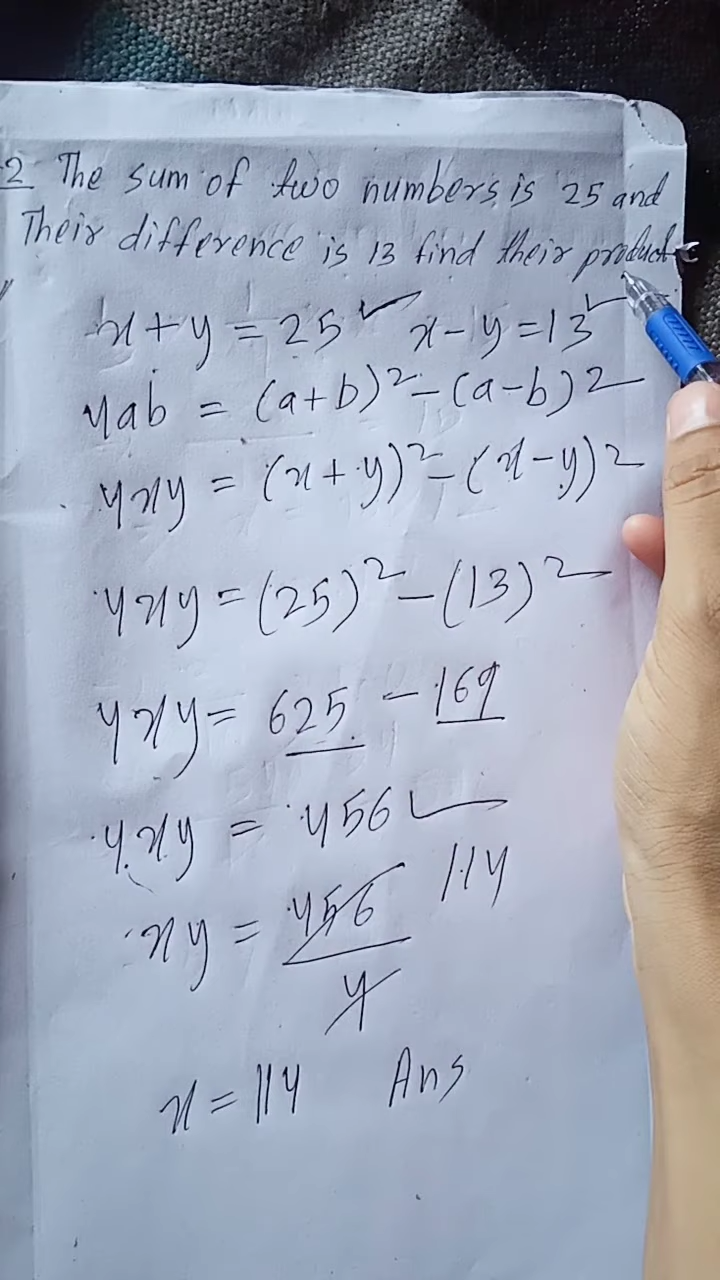 2 The sum of two numbers is 25 and
Their difference is 13 find their product
x+y=25 x-y=13
4ab = (a+b)²-(a-b)²
4xy = (x+y)²-(x-y)²
4xy=(25)²-(13)²
4xy= 625 - 169
4xy = 456
xy = 456/4 114
x=114 Ans